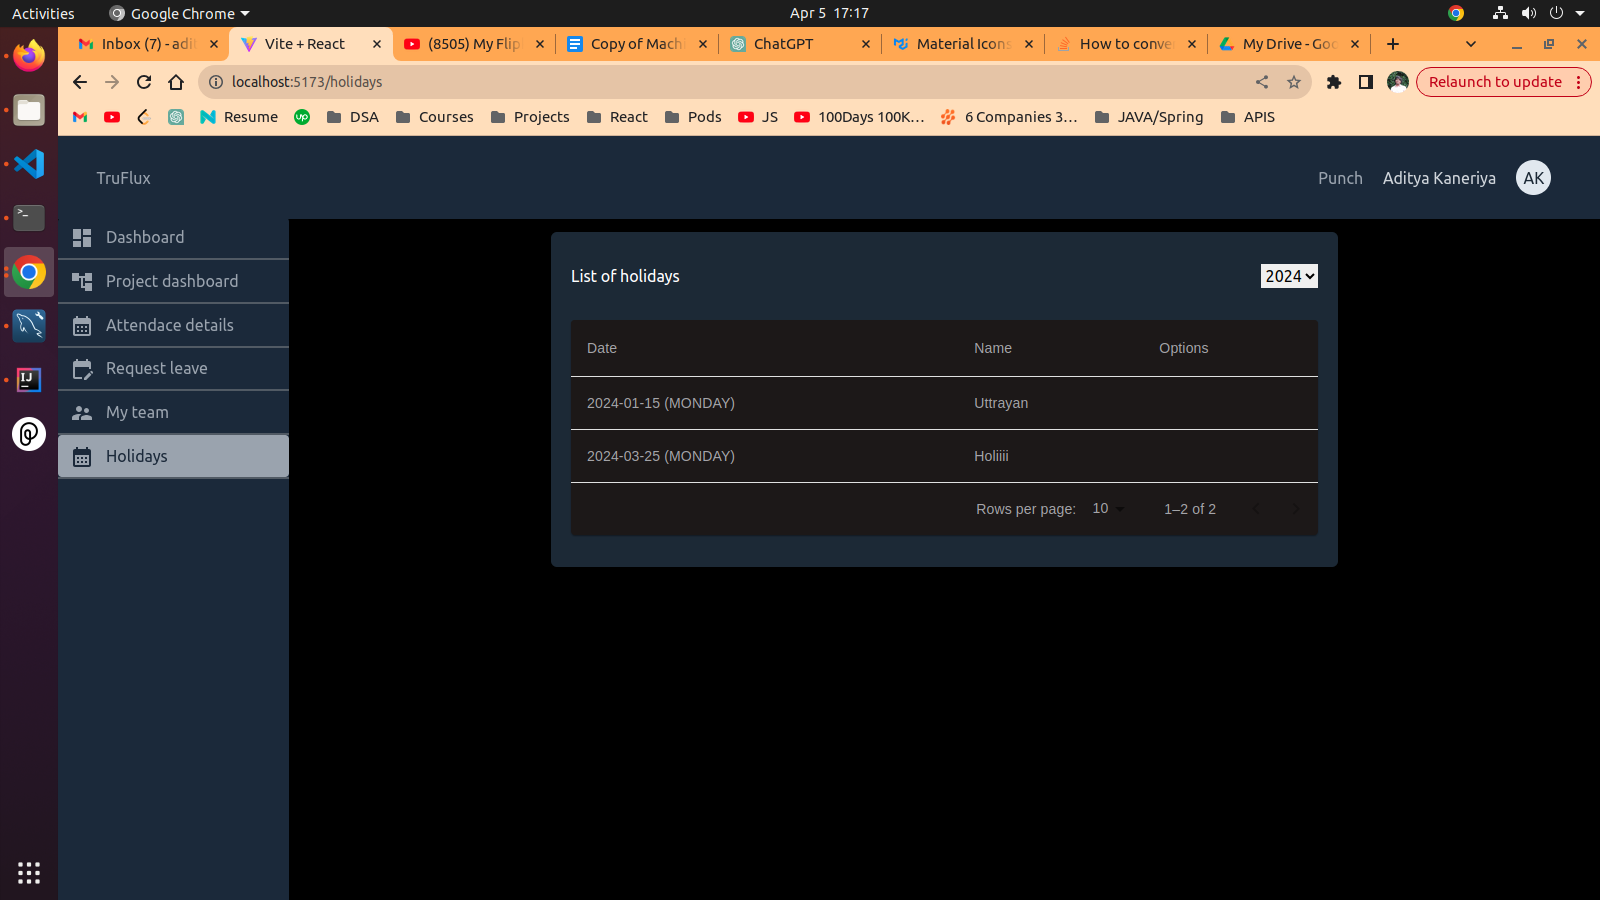 Activities Google Chrome Apr 5 17:17
Inbox (7) - adi Vite + React (8505) My Flip Copy of Mach ChatGPT Material Icons How to conve My Drive - Goo
localhost:5173/holidays Relaunch to update
Resume up DSA Courses Projects React Pods JS 100Days 100K... 6 Companies 3... JAVA/Spring APIS
TruFlux Punch Aditya Kaneriya AK
Dashboard
Project dashboard
Attendace details
Request leave
My team
Holidays
List of holidays 2024
Date Name Options
2024-01-15 (MONDAY) Uttrayan
2024-03-25 (MONDAY) Holiiii
Rows per page: 10 1–2 of 2
IJ